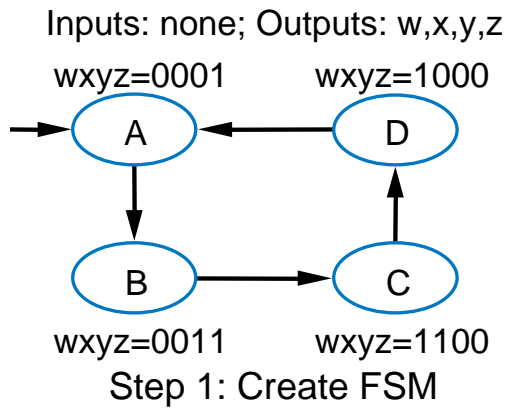 Inputs: none; Outputs: w,x,y,z
wxyz=0001 wxyz=1000
A D
B C
wxyz=0011 wxyz=1100
Step 1: Create FSM